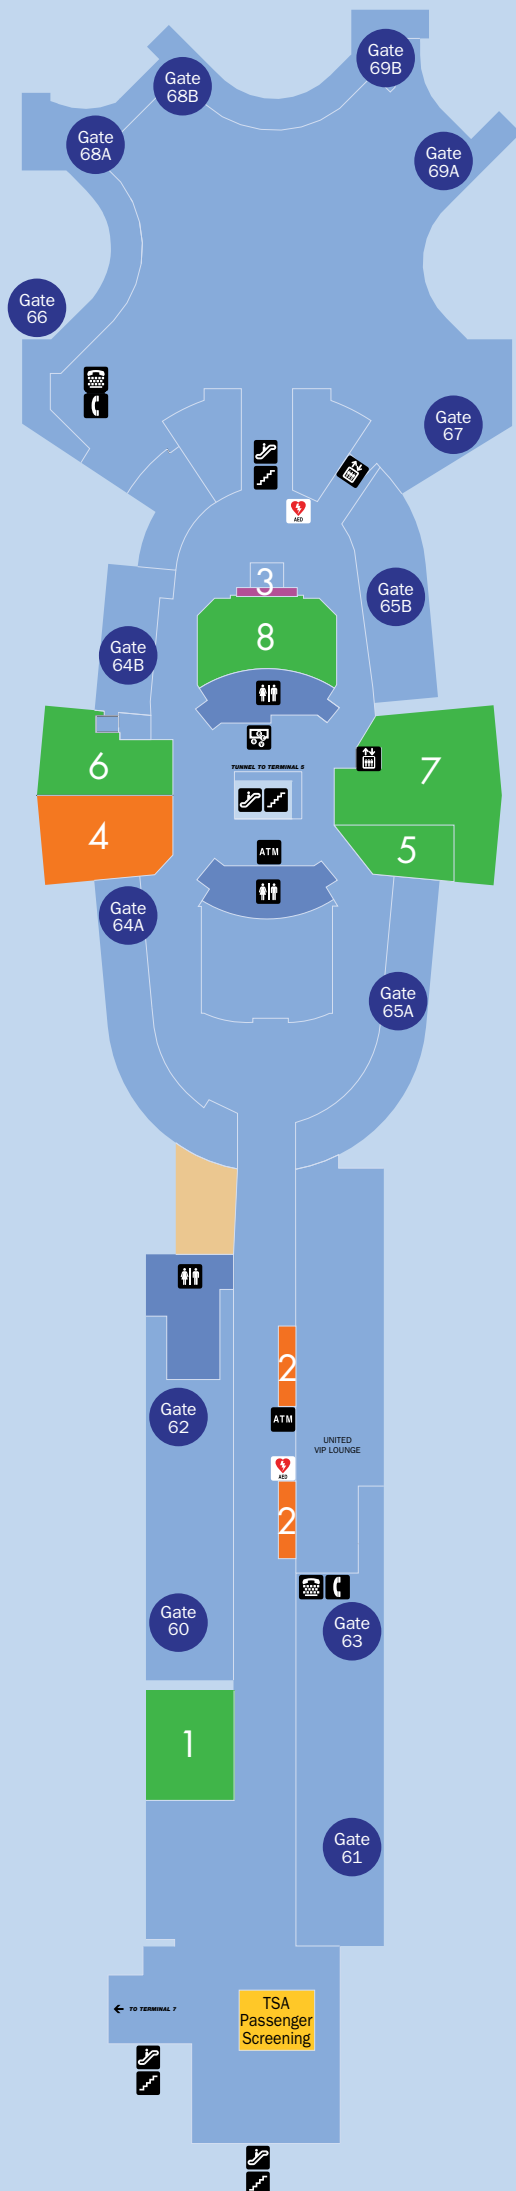 Gate
69B
Gate
68B
Gate
68A
Gate
69A
Gate
66
Gate
67
AED
3
Gate
65B
8
Gate
64B
TUNNEL TO TERMINAL 5
6
7
4
ATM
5
Gate
64A
Gate
65A
2
Gate
62
ATM
UNITED
VIP LOUNGE
AED
2
Gate
60
Gate
63
1
Gate
61
TSA
Passenger
Screening
TO TERMINAL 7